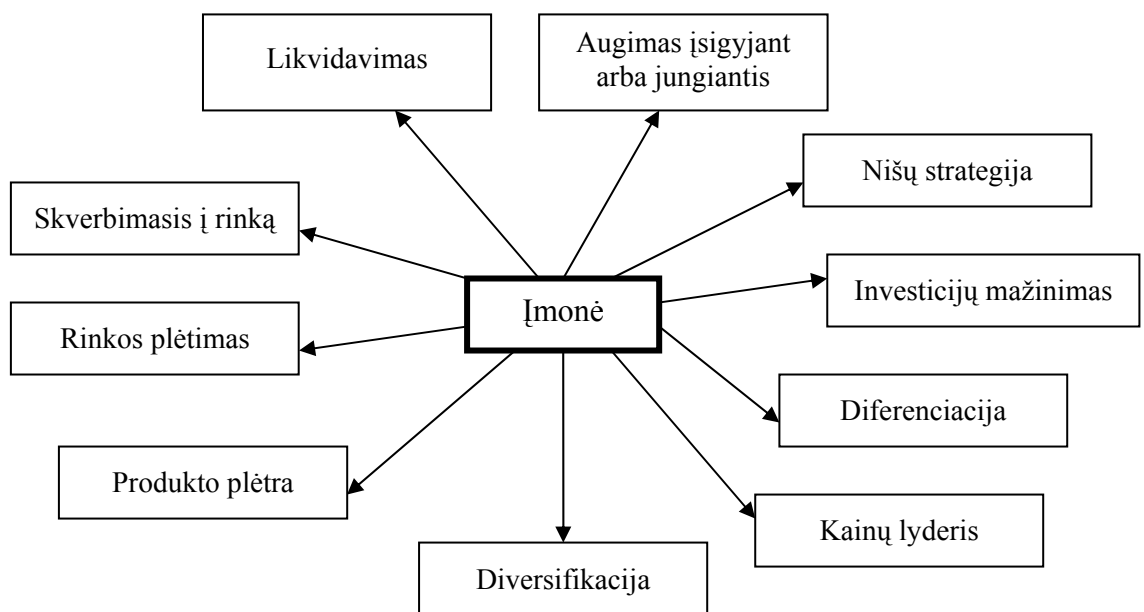 Likvidavimas
Augimas įsigyjant
arba jungiantis
Nišų strategija
Skverbimasis į rinką
Investicijų mažinimas
Įmonė
Rinkos plėtimas
Diferenciacija
Produkto plėtra
Kainų lyderis
Diversifikacija